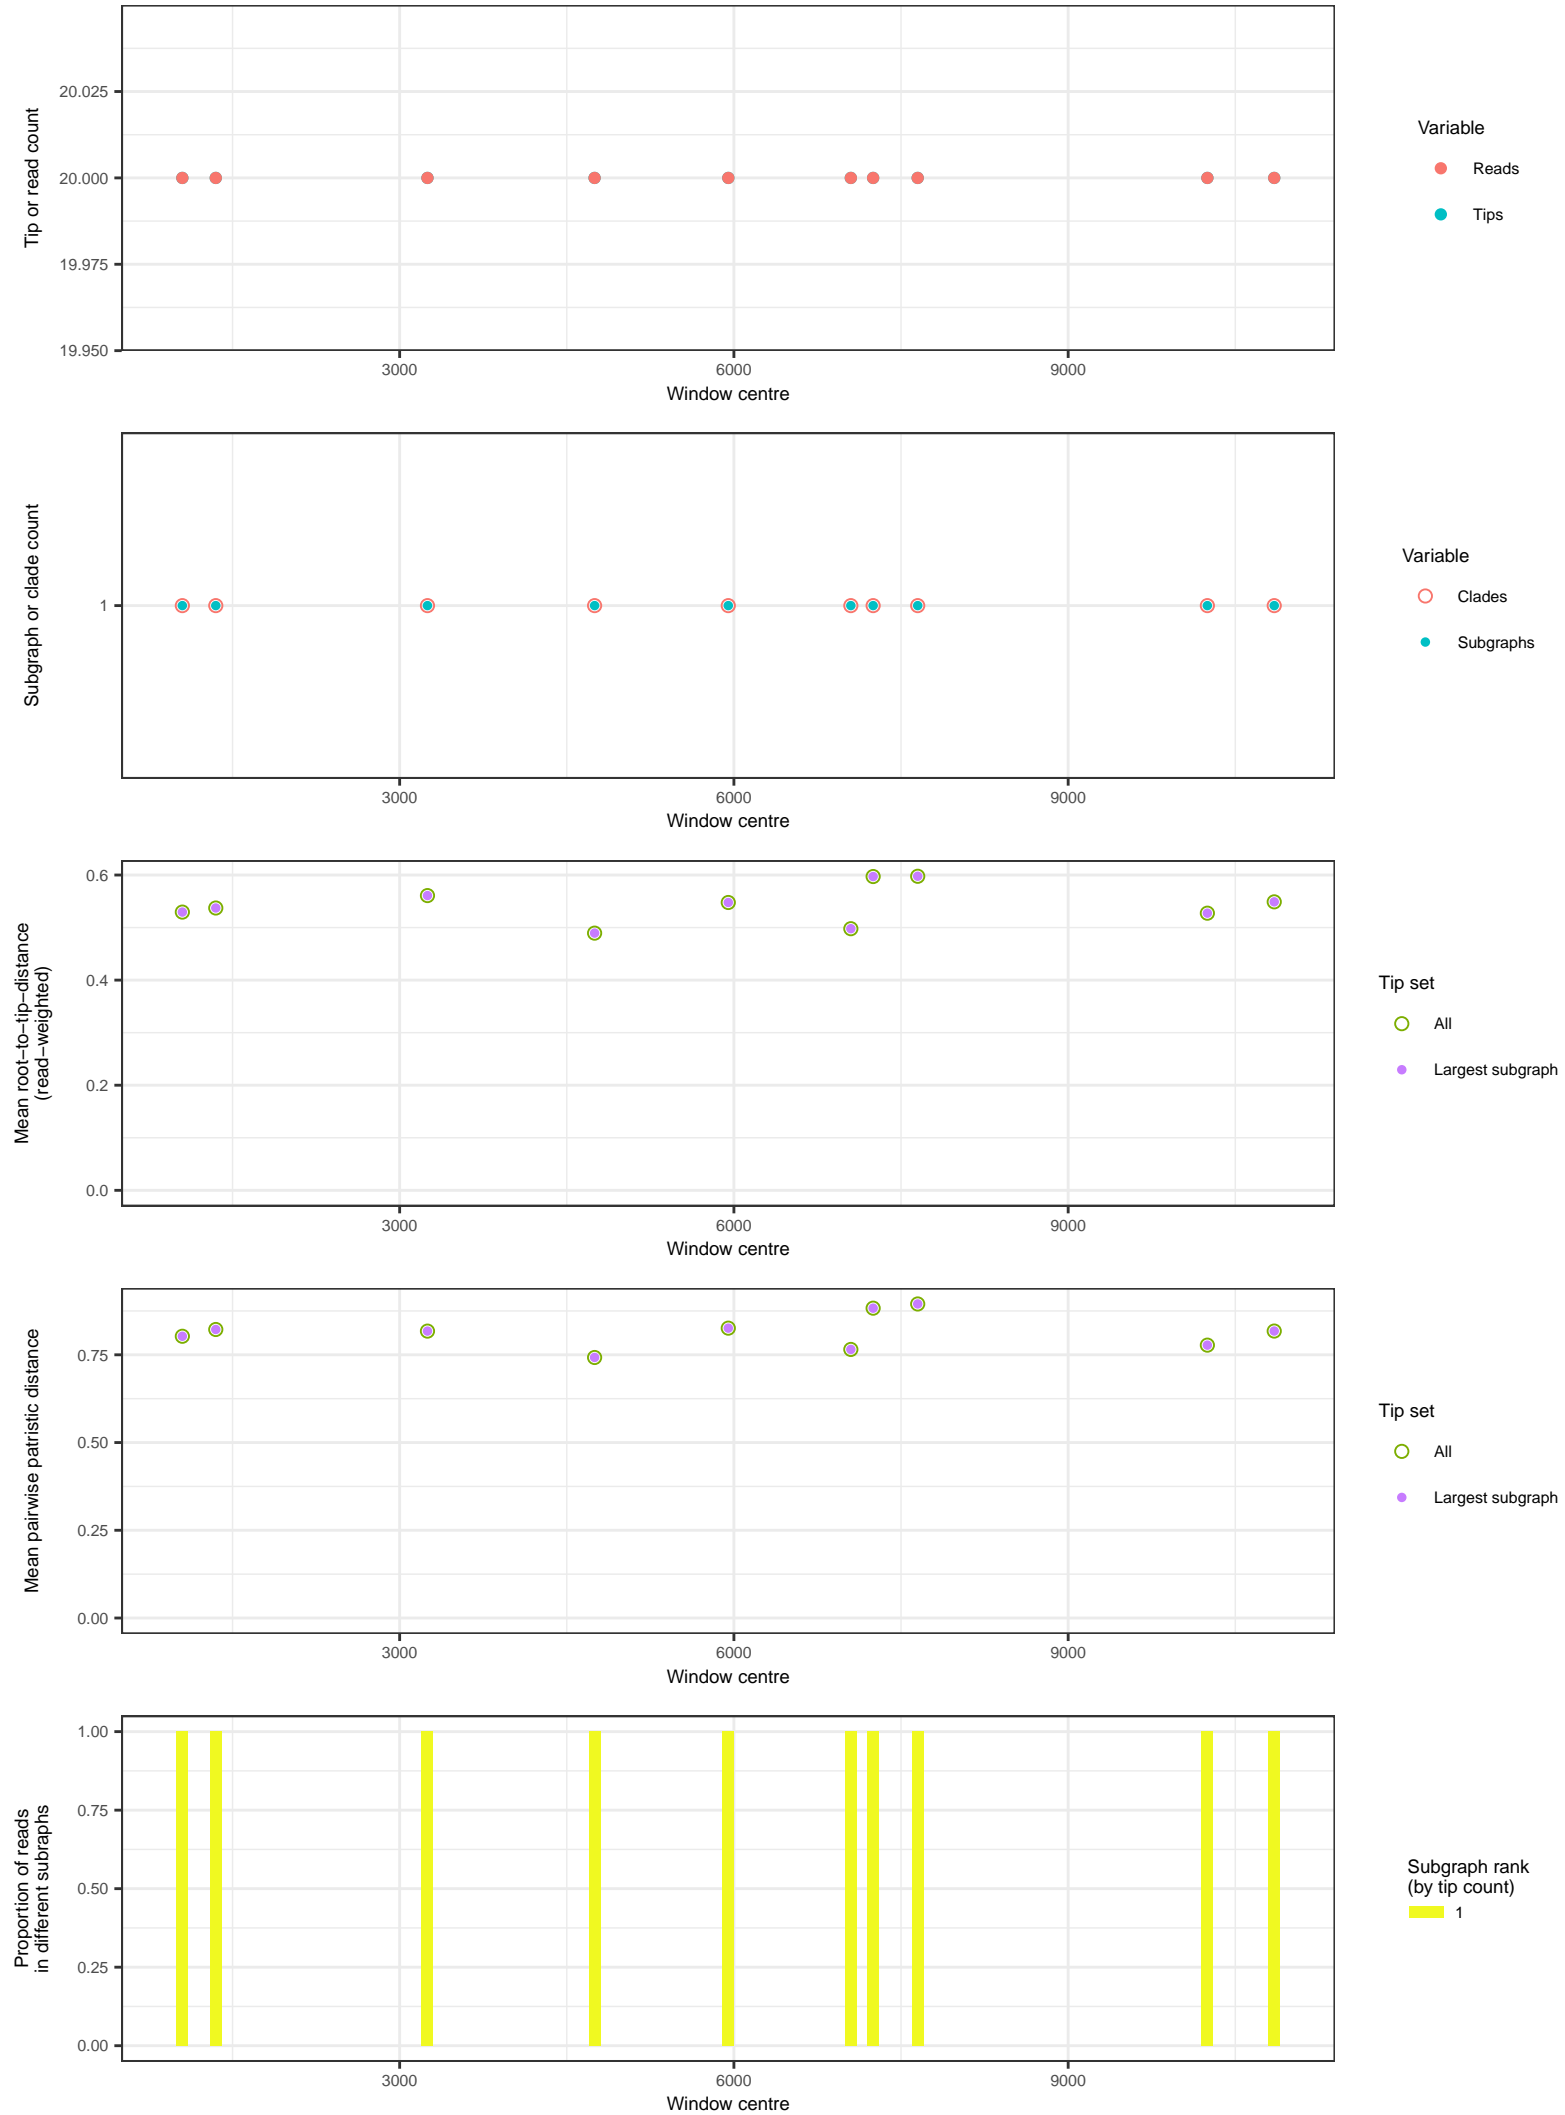 20.025
20.000
19.975
19.950
Tip or read count
3000 6000 9000
Window centre
Variable
Reads
Tips
1
Subgraph or clade count
3000 6000 9000
Window centre
Variable
Clades
Subgraphs
0.6
0.4
0.2
0.0
Mean root−to−tip−distance
(read−weighted)
3000 6000 9000
Window centre
Tip set
All
Largest subgraph
0.75
0.50
0.25
0.00
Mean pairwise patristic distance
3000 6000 9000
Window centre
Tip set
All
Largest subgraph
1.00
0.75
0.50
0.25
0.00
Proportion of reads
in different subraphs
3000 6000 9000
Window centre
Subgraph rank
(by tip count)
1